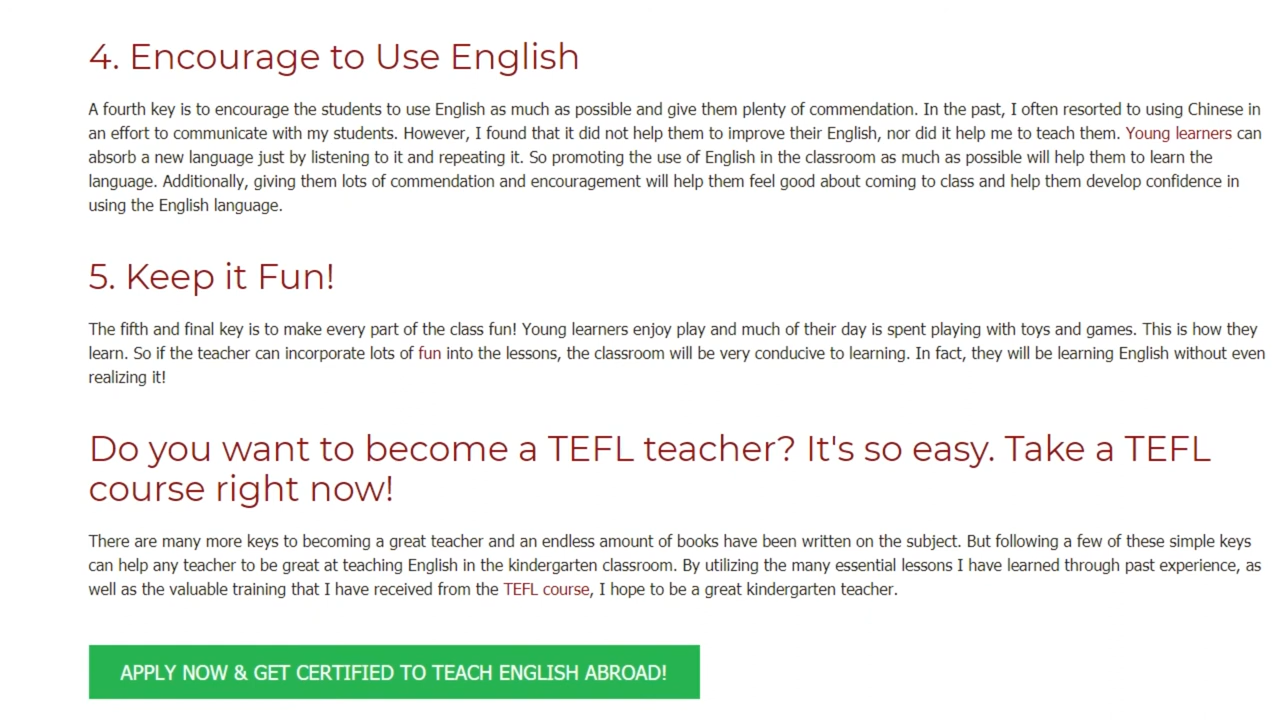 4. Encourage to Use English
A fourth key is to encourage the students to use English as much as possible and give them plenty of commendation. In the past, I often resorted to using Chinese in
an effort to communicate with my students. However, I found that it did not help them to improve their English, nor did it help me to teach them. Young learners can
absorb a new language just by listening to it and repeating it. So promoting the use of English in the classroom as much as possible will help them to learn the
language. Additionally, giving them lots of commendation and encouragement will help them feel good about coming to class and help them develop confidence in
using the English language.
5. Keep it Fun!
The fifth and final key is to make every part of the class fun! Young learners enjoy play and much of their day is spent playing with toys and games. This is how they
learn. So if the teacher can incorporate lots of fun into the lessons, the classroom will be very conducive to learning. In fact, they will be learning English without even
realizing it!
Do you want to become a TEFL teacher? It's so easy. Take a TEFL
course right now!
There are many more keys to becoming a great teacher and an endless amount of books have been written on the subject. But following a few of these simple keys
can help any teacher to be great at teaching English in the kindergarten classroom. By utilizing the many essential lessons I have learned through past experience, as
well as the valuable training that I have received from the TEFL course, I hope to be a great kindergarten teacher.
APPLY NOW & GET CERTIFIED TO TEACH ENGLISH ABROAD!